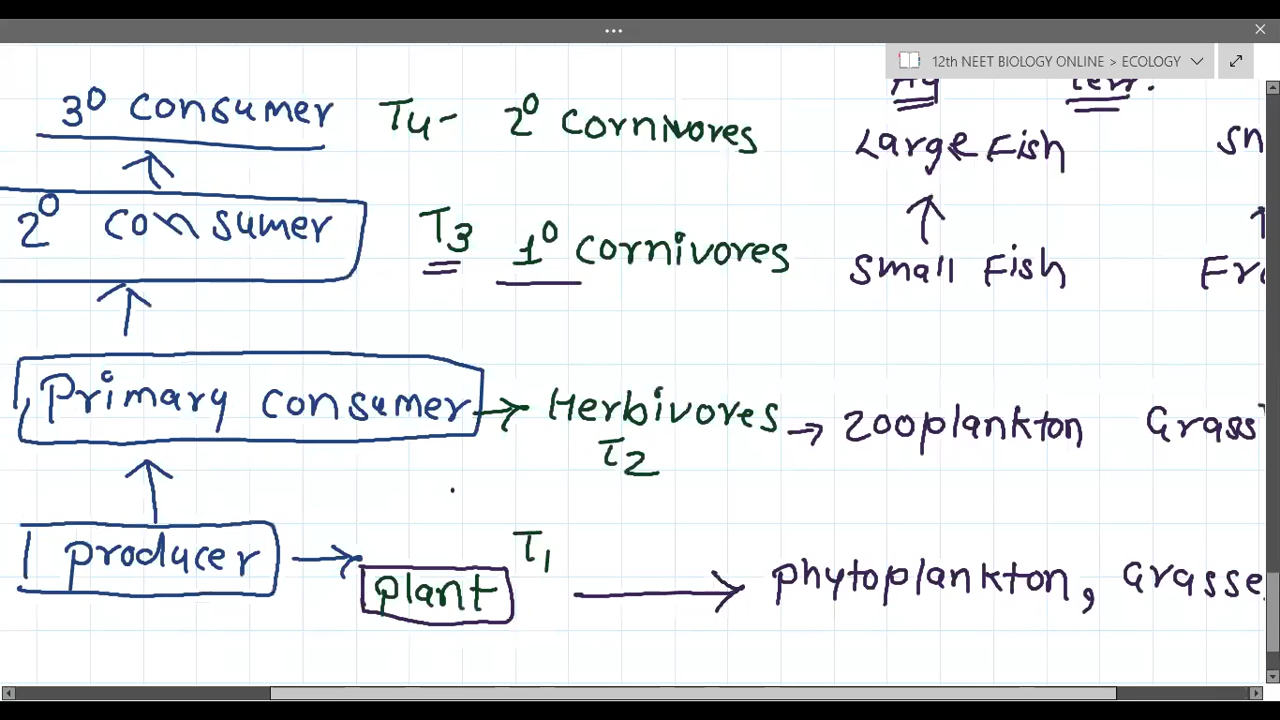 12th NEET BIOLOGY ONLINE > ECOLOGY
3° consumer T4- 2° cornivores Large Fish
2° consumer T3 1° cornivores small Fish
Primary consumer → Herbivores → zooplankton Grass
T2
producer → plant T1 → phytoplankton, Grasse